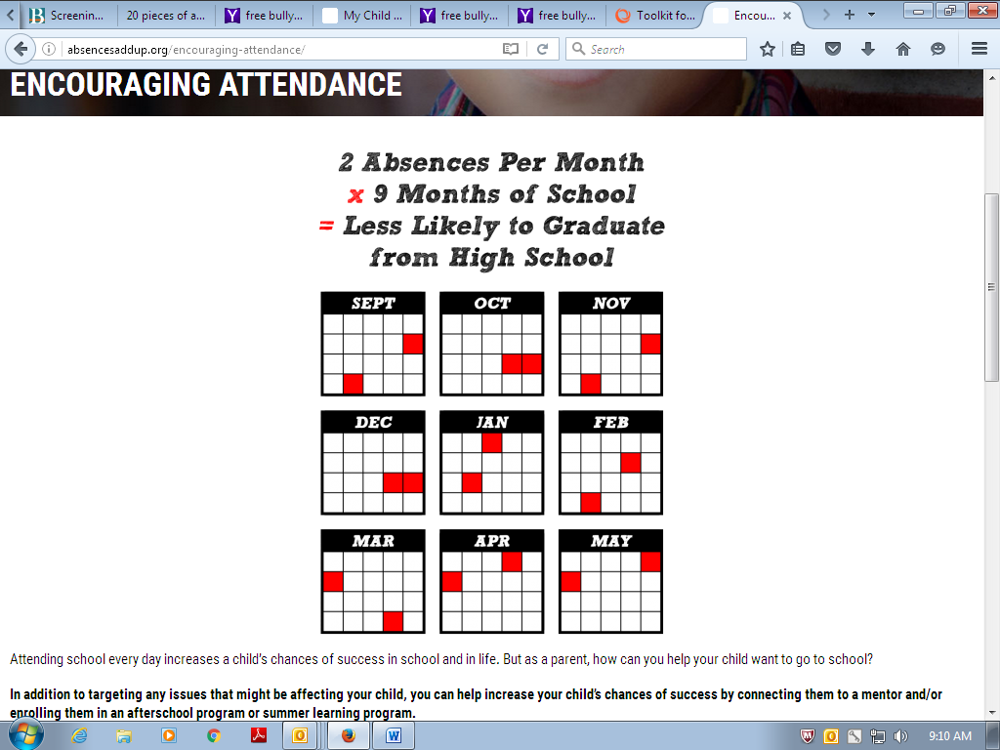 Screenin...
20 pieces of a...
free bully...
My Child ...
free bully...
free bully...
Toolkit fo...
Encou...
absencesaddup.org/encouraging-attendance/
Search
ENCOURAGING ATTENDANCE
2 Absences Per Month
x 9 Months of School
= Less Likely to Graduate
from High School
SEPT OCT NOV
DEC JAN FEB
MAR APR MAY
Attending school every day increases a child's chances of success in school and in life. But as a parent, how can you help your child want to go to school?
In addition to targeting any issues that might be affecting your child, you can help increase your child's chances of success by connecting them to a mentor and/or
enrolling them in an afterschool program or summer learning program.
9:10 AM